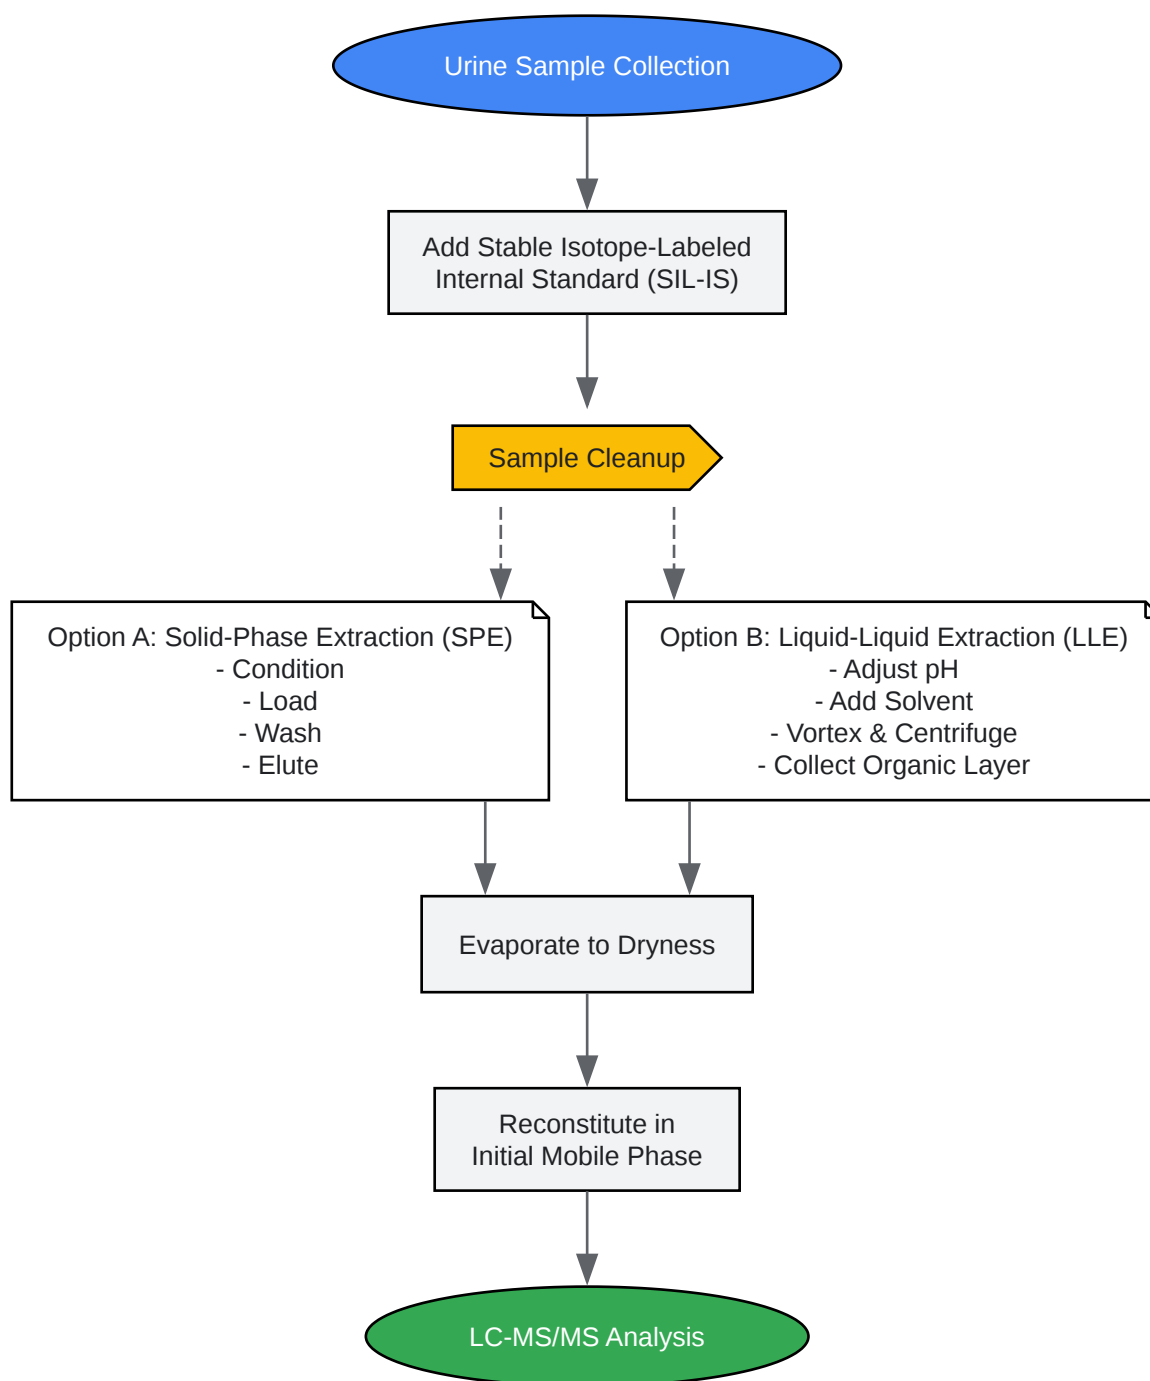 Urine Sample Collection
Add Stable Isotope-Labeled
Internal Standard (SIL-IS)
Sample Cleanup
Option A: Solid-Phase Extraction (SPE)
- Condition
- Load
- Wash
- Elute
Option B: Liquid-Liquid Extraction (LLE)
- Adjust pH
- Add Solvent
- Vortex & Centrifuge
- Collect Organic Layer
Evaporate to Dryness
Reconstitute in
Initial Mobile Phase
LC-MS/MS Analysis